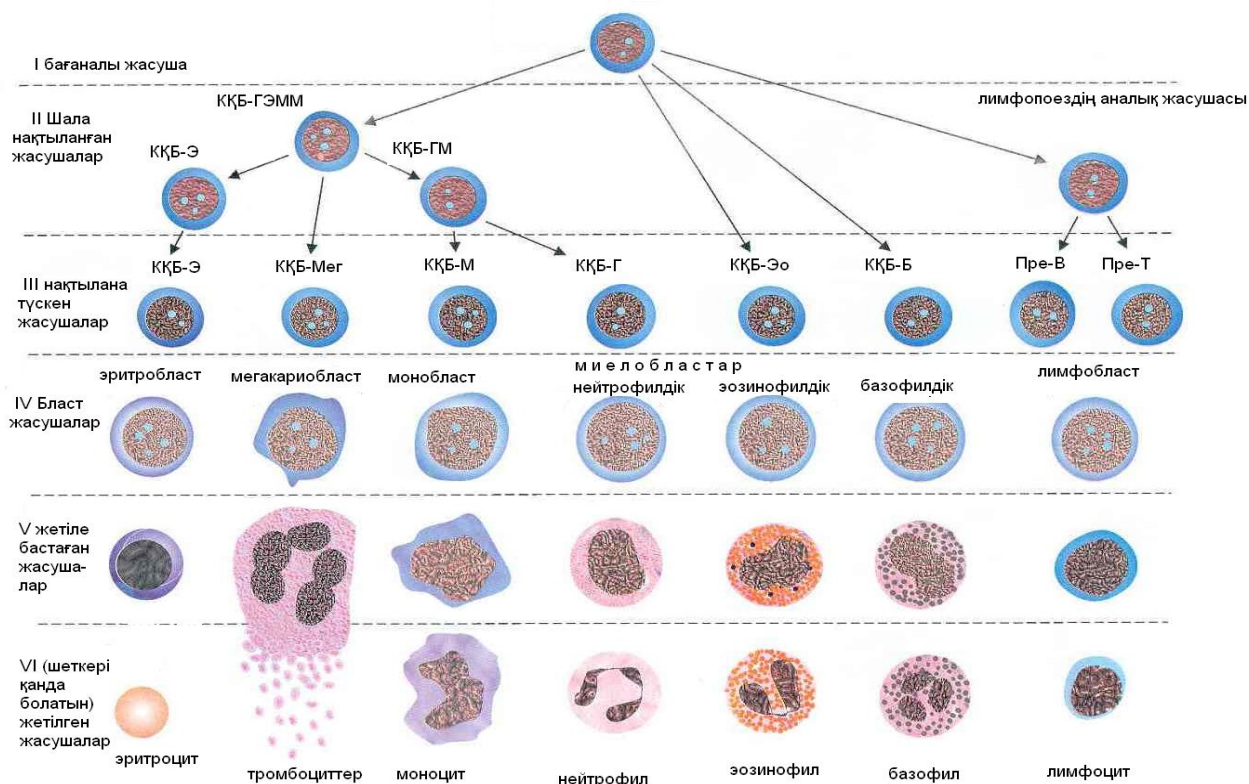 I бағаналы жасуша
КҚБ-ГЭММ
лимфопоездің аналық жасушасы
II Шала
нақтыланған
жасушалар
КҚБ-Э
КҚБ-ГМ
КҚБ-Э
КҚБ-Мег
КҚБ-М
КҚБ-Г
КҚБ-Эо
КҚБ-Б
Пре-В
Пре-Т
III нақтылана
түскен
жасушалар
эритробласт
мегакариобласт
монобласт
миелобластар
нейтрофилдік
эозинофилдік
базофилдік
лимфобласт
IV Бласт
жасушалар
V жетіле
бастаған
жасуша-
лар
VI (шеткері
қанда
болатын)
жетілген
жасушалар
эритроцит
тромбоциттер
моноцит
нейтрофил
эозинофил
базофил
лимфоцит